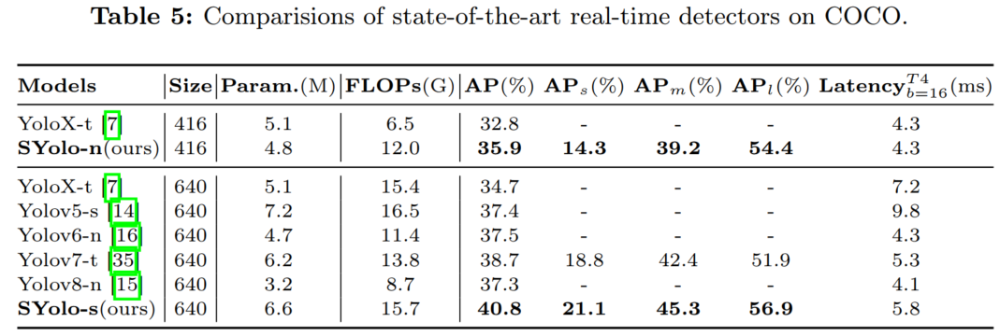 Table 5: Comparisions of state-of-the-art real-time detectors on COCO.
Models Size Param.(M) FLOPs(G) AP(%) APs(%) APm(%) APl(%) Latency T4 b=16 (ms)
YoloX-t [7] 416 5.1 6.5 32.8 - - - 4.3
SYolo-n(ours) 416 4.8 12.0 35.9 14.3 39.2 54.4 4.3
YoloX-t [7] 640 5.1 15.4 34.7 - - - 7.2
Yolov5-s [14] 640 7.2 16.5 37.4 - - - 9.8
Yolov6-n [16] 640 4.7 11.4 37.5 - - - 4.3
Yolov7-t [35] 640 6.2 13.8 38.7 18.8 42.4 51.9 5.3
Yolov8-n [15] 640 3.2 8.7 37.3 - - - 4.1
SYolo-s(ours) 640 6.6 15.7 40.8 21.1 45.3 56.9 5.8